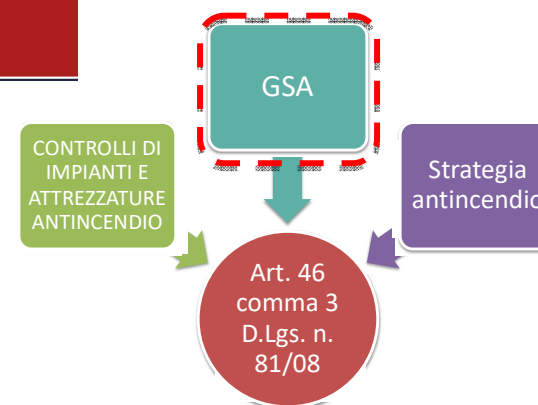 GSA
CONTROLLI DI
IMPIANTI E
ATTREZZATURE
ANTINCENDIO
Strategia
antincendio
Art. 46
comma 3
D.Lgs. n.
81/08